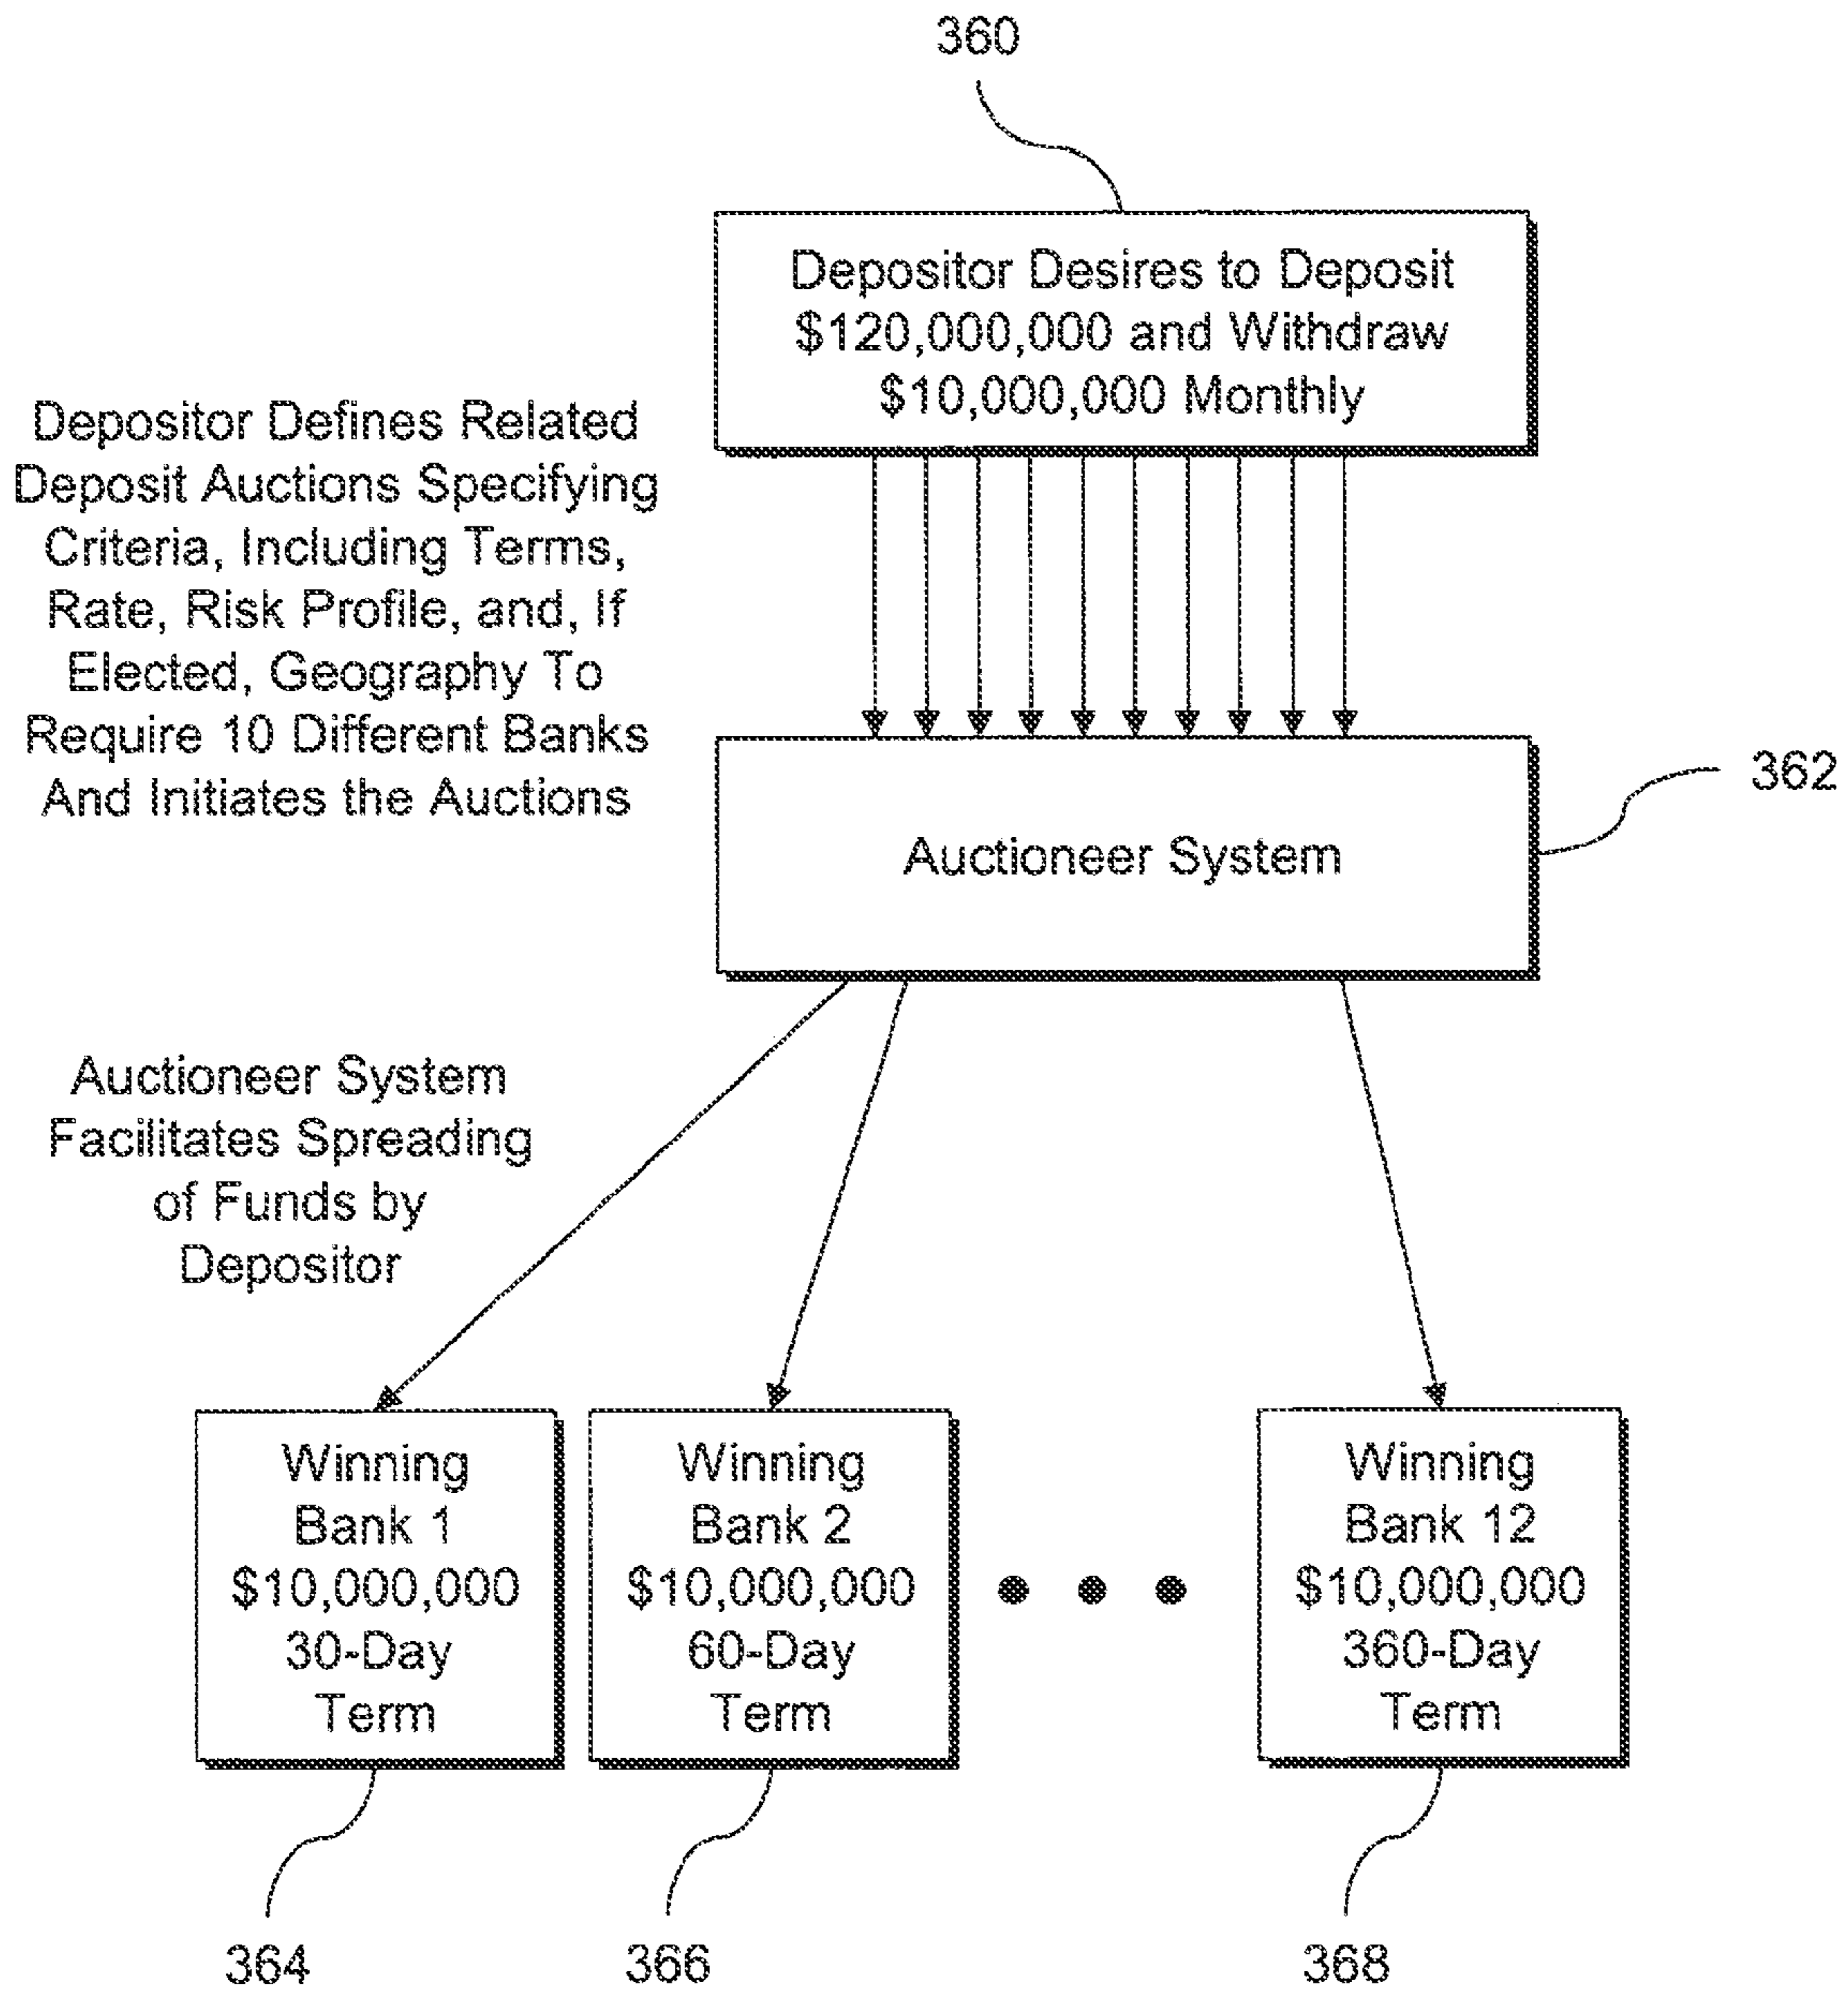 360
Depositor Desires to Deposit
$120,000,000 and Withdraw
$10,000,000 Monthly
Depositor Defines Related
Deposit Auctions Specifying
Criteria, Including Terms,
Rate, Risk Profile, and, If
Elected, Geography To
Require 10 Different Banks
And Initiates the Auctions
362
Auctioneer System
Auctioneer System
Facilitates Spreading
of Funds by
Depositor
Winning
Bank 1
$10,000,000
30-Day
Term
Winning
Bank 2
$10,000,000
60-Day
Term
Winning
Bank 12
$10,000,000
360-Day
Term
364
366
368